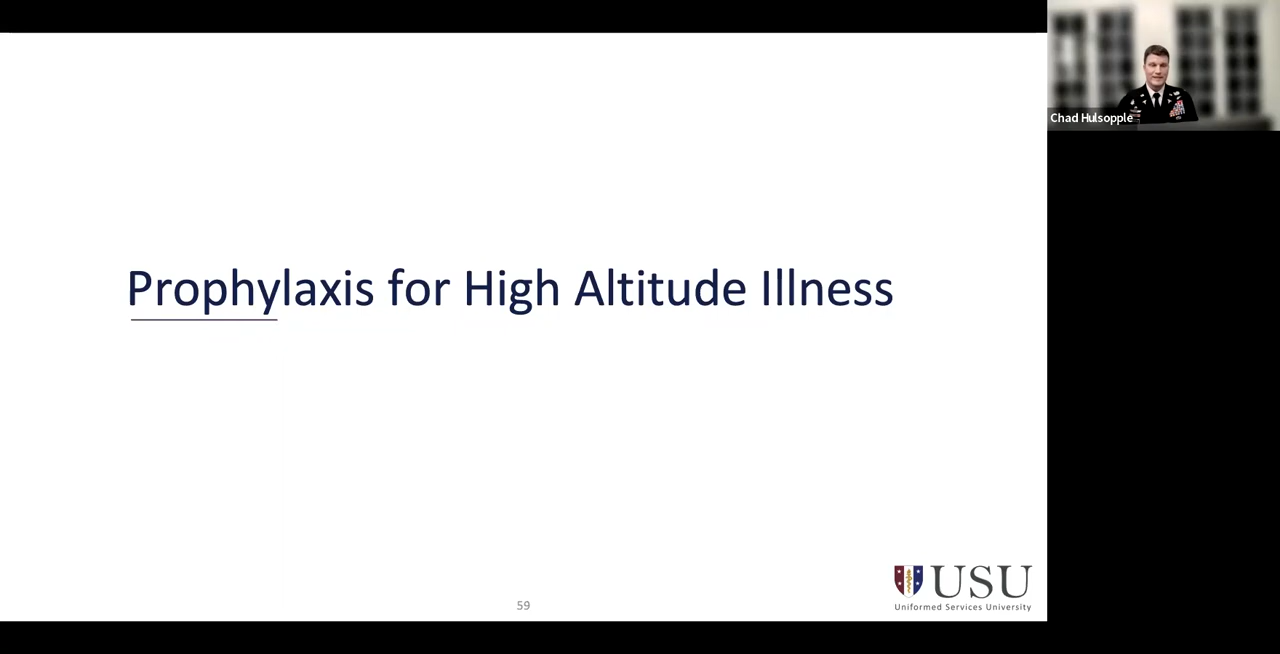 Chad Hulsopple
Prophylaxis for High Altitude Illness
59
USU
Uniformed Services University